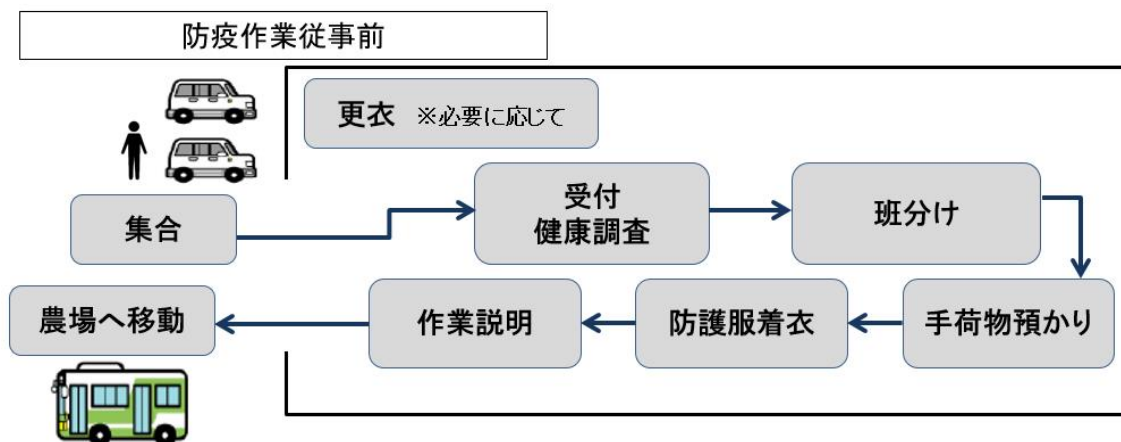 防疫作業従事前
更衣 ※必要に応じて
集合
受付
健康調査
班分け
手荷物預かり
防護服着衣
作業説明
農場へ移動